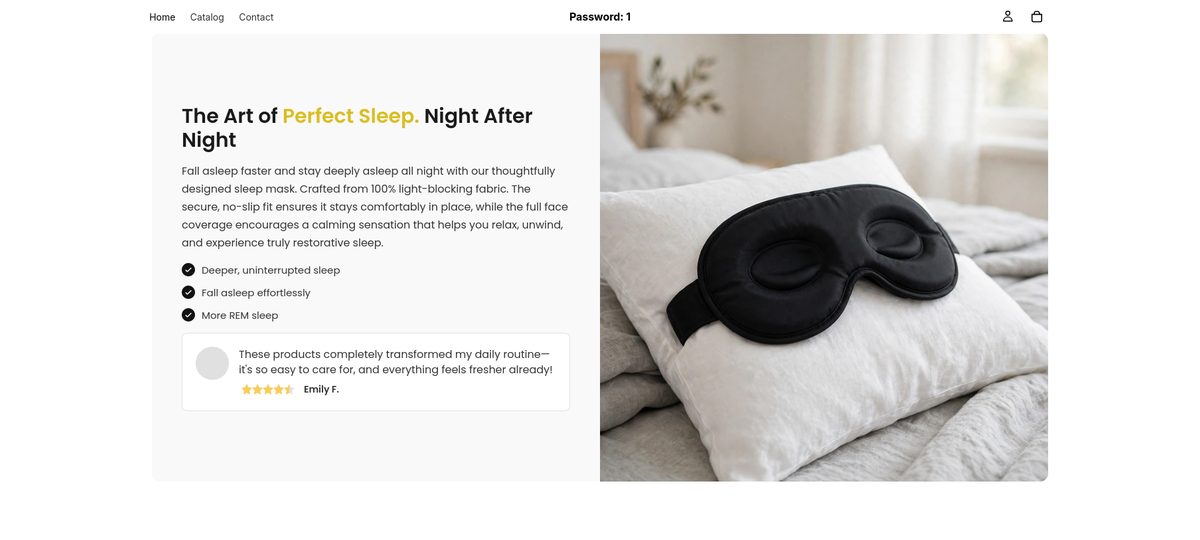 Home Catalog Contact Password: 1
The Art of Perfect Sleep. Night After
Night
Fall asleep faster and stay deeply asleep all night with our thoughtfully
designed sleep mask. Crafted from 100% light-blocking fabric. The
secure, no-slip fit ensures it stays comfortably in place, while the full face
coverage encourages a calming sensation that helps you relax, unwind,
and experience truly restorative sleep.
Deeper, uninterrupted sleep
Fall asleep effortlessly
More REM sleep
These products completely transformed my daily routine—
it's so easy to care for, and everything feels fresher already!
Emily F.